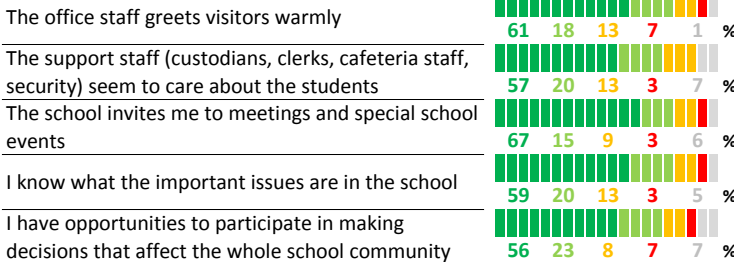 The office staff greets visitors warmly
61 18 13 7 1 %
The support staff (custodians, clerks, cafeteria staff,
security) seem to care about the students
57 20 13 3 7 %
The school invites me to meetings and special school
events
67 15 9 3 6 %
I know what the important issues are in the school
59 20 13 3 5 %
I have opportunities to participate in making
decisions that affect the whole school community
56 23 8 7 7 %